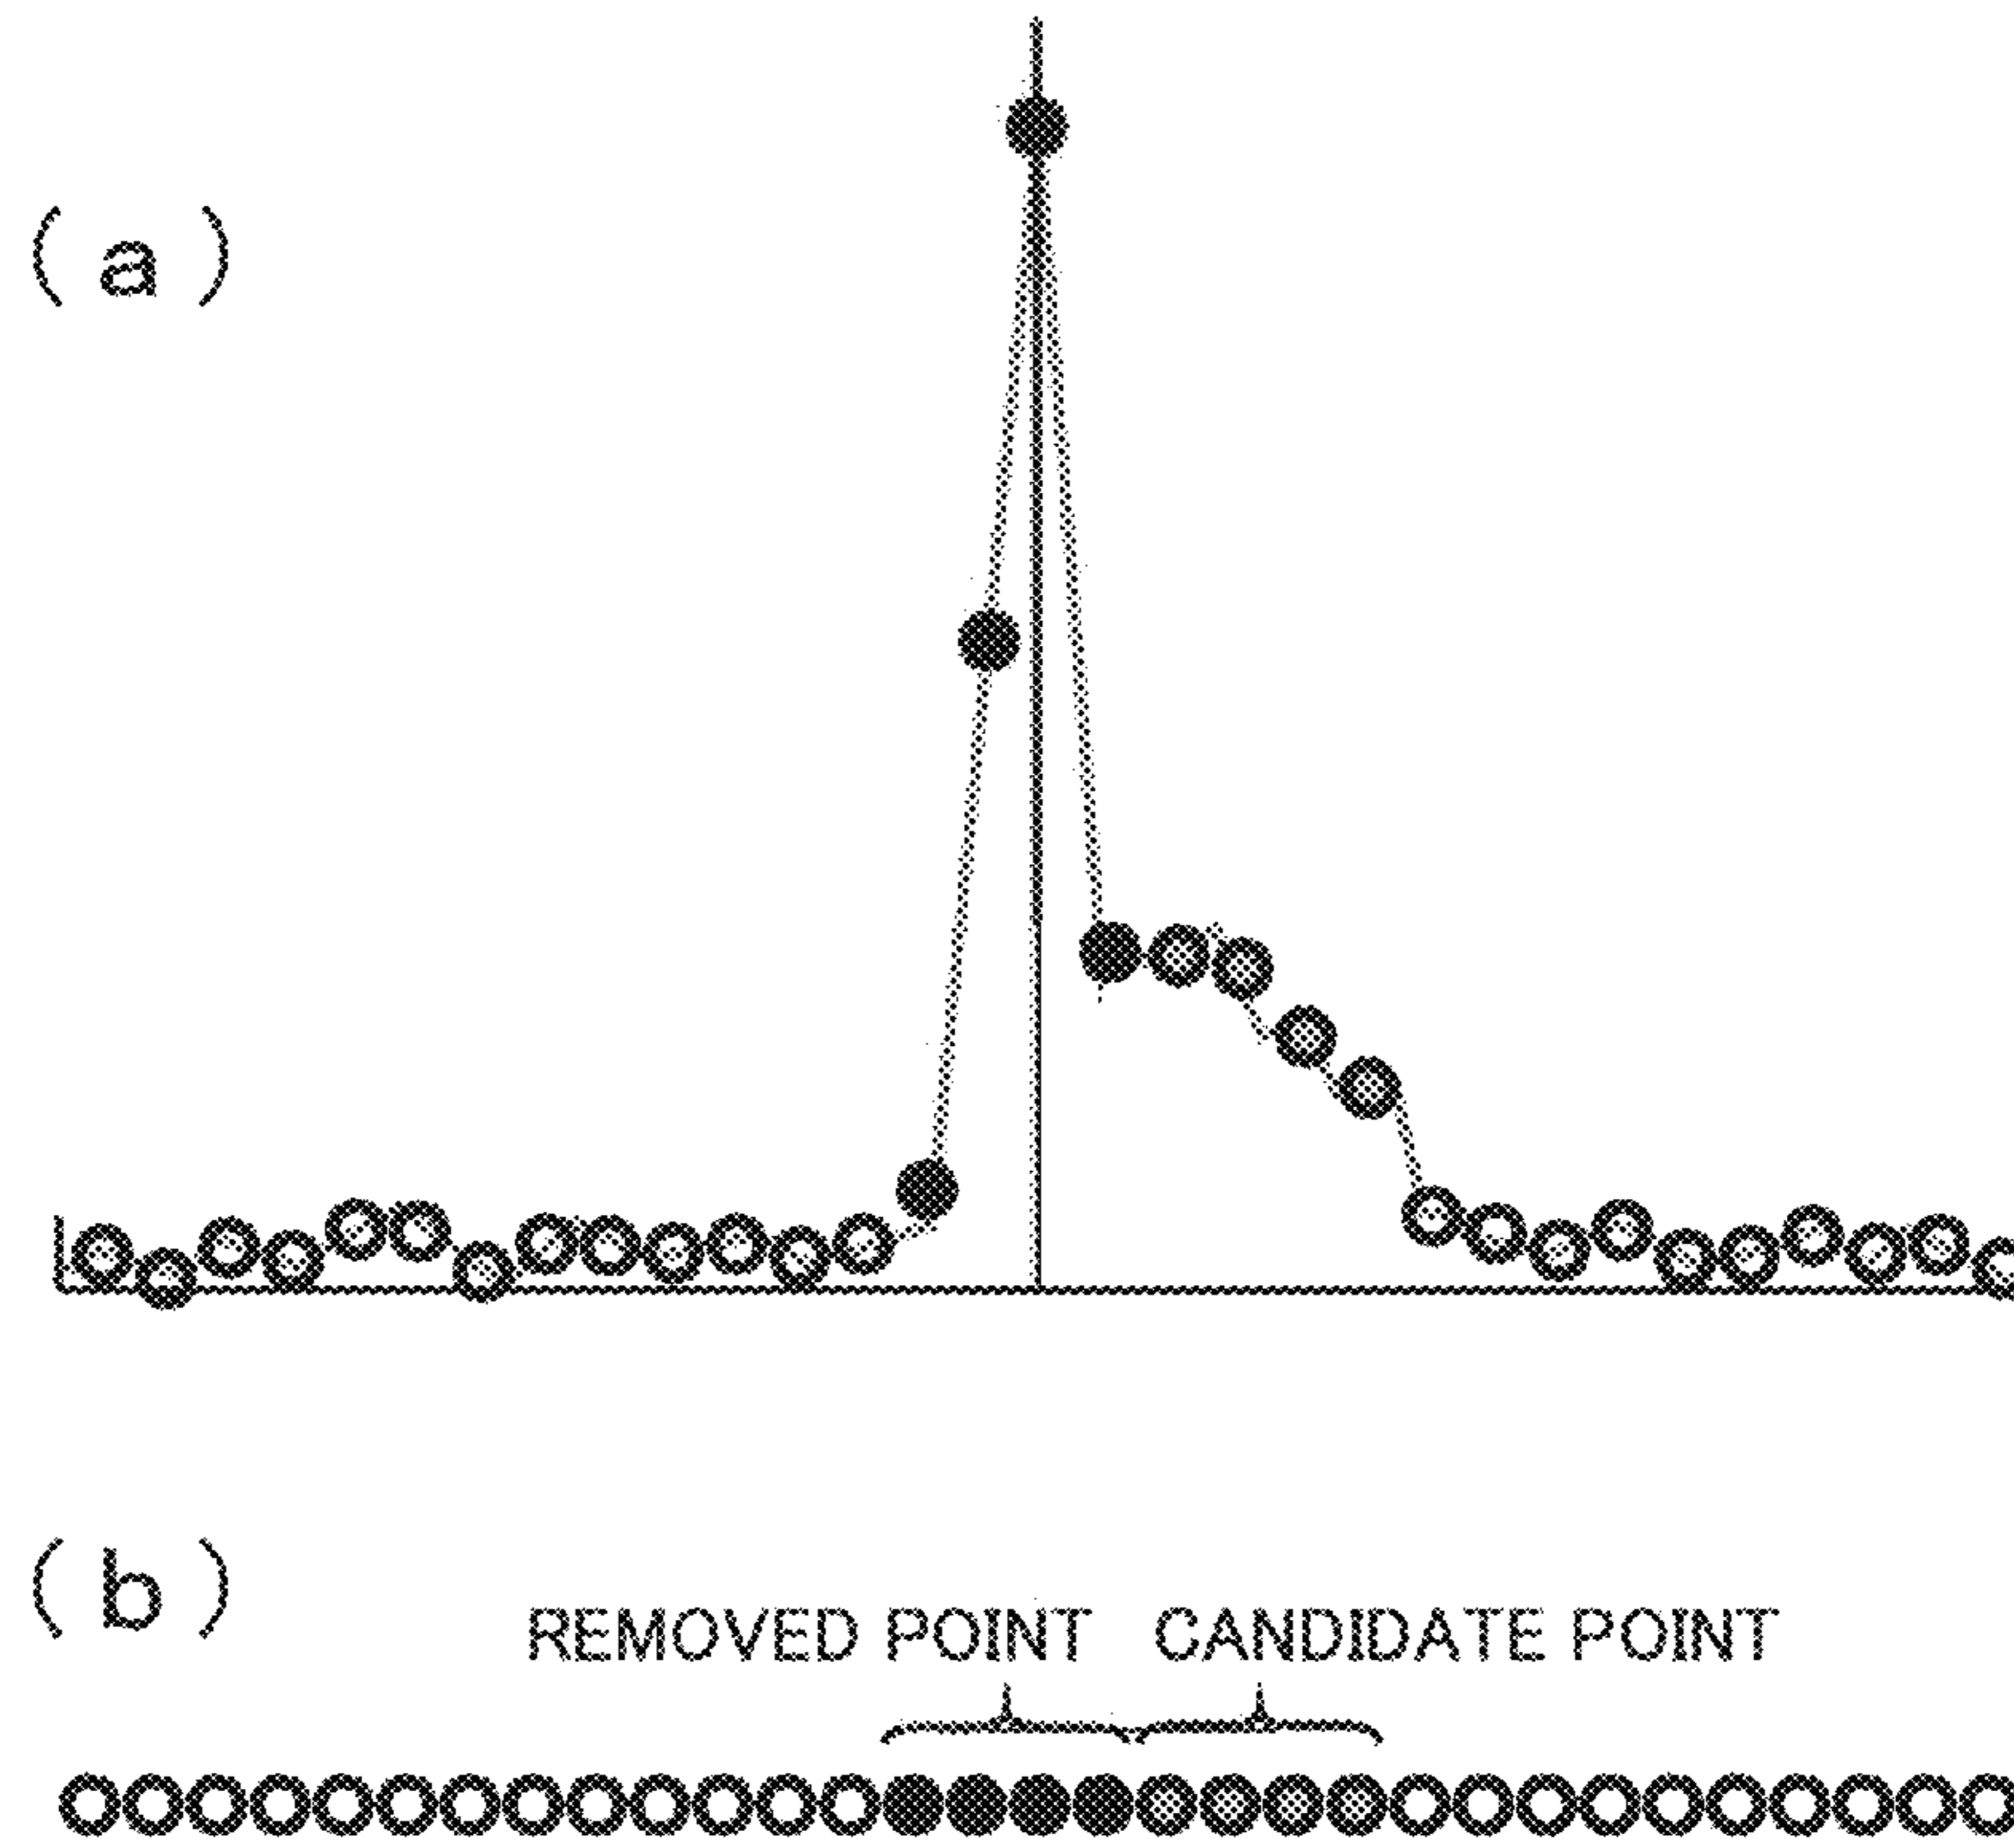 ( a )
( b )
REMOVED POINT CANDIDATE POINT